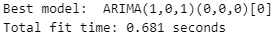 Best model:  ARIMA(1,0,1)(0,0,0)[0]
Total fit time: 0.681 seconds